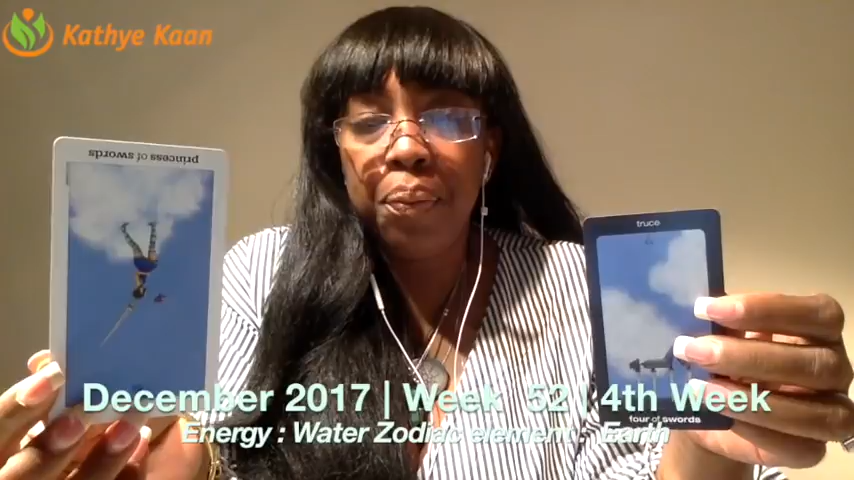 Kathye Kaan
princess of swords
truce
December 2017 | Week 52 | 4th Week
four of swords
Energy : Water Zodiac element : Earth